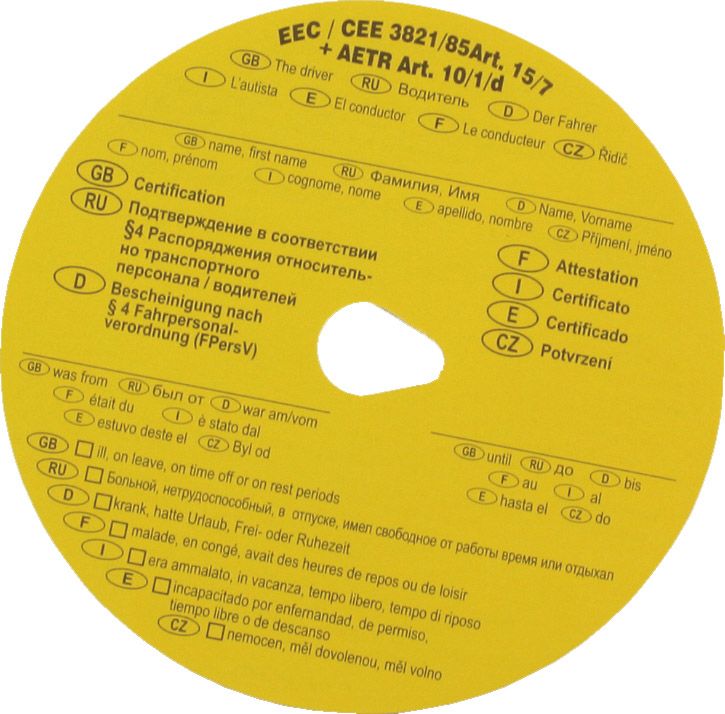 EEC / CEE 3821/85Art. 15/7
+ AETR Art. 10/1/d
GB The driver RU Водитель D Der Fahrer
I L'autista E El conductor F Le conducteur CZ Řidič
GB name, first name RU Фамилия, Имя D Name, Vorname
F nom, prénom I cognome, nome E apellido, nombre CZ Příjmení, jméno
GB Certification
RU Подтверждение в соответствии
§4 Распоряжения относитель-
но транспортного
персонала / водителей
D Bescheinigung nach
§ 4 Fahrpersonal-
verordnung (FPersV)
F Attestation
I Certificato
E Certificado
CZ Potvrzení
GB was from RU был от D war am/vom
F était du I è stato dal
E estuvo deste el CZ Byl od
GB until RU до D bis
F au I al
E hasta el CZ do
GB ill, on leave, on time off or on rest periods
RU Больной, нетрудоспособный, в отпуске, имел свободное от работы время или отдыхал
D krank, hatte Urlaub, Frei- oder Ruhezeit
F malade, en congé, avait des heures de repos ou de loisir
I era ammalato, in vacanza, tempo libero, tempo di riposo
E incapacitado por enfernandad, de permiso,
tiempo libre o de descanso
CZ nemocen, měl dovolenou, měl volno